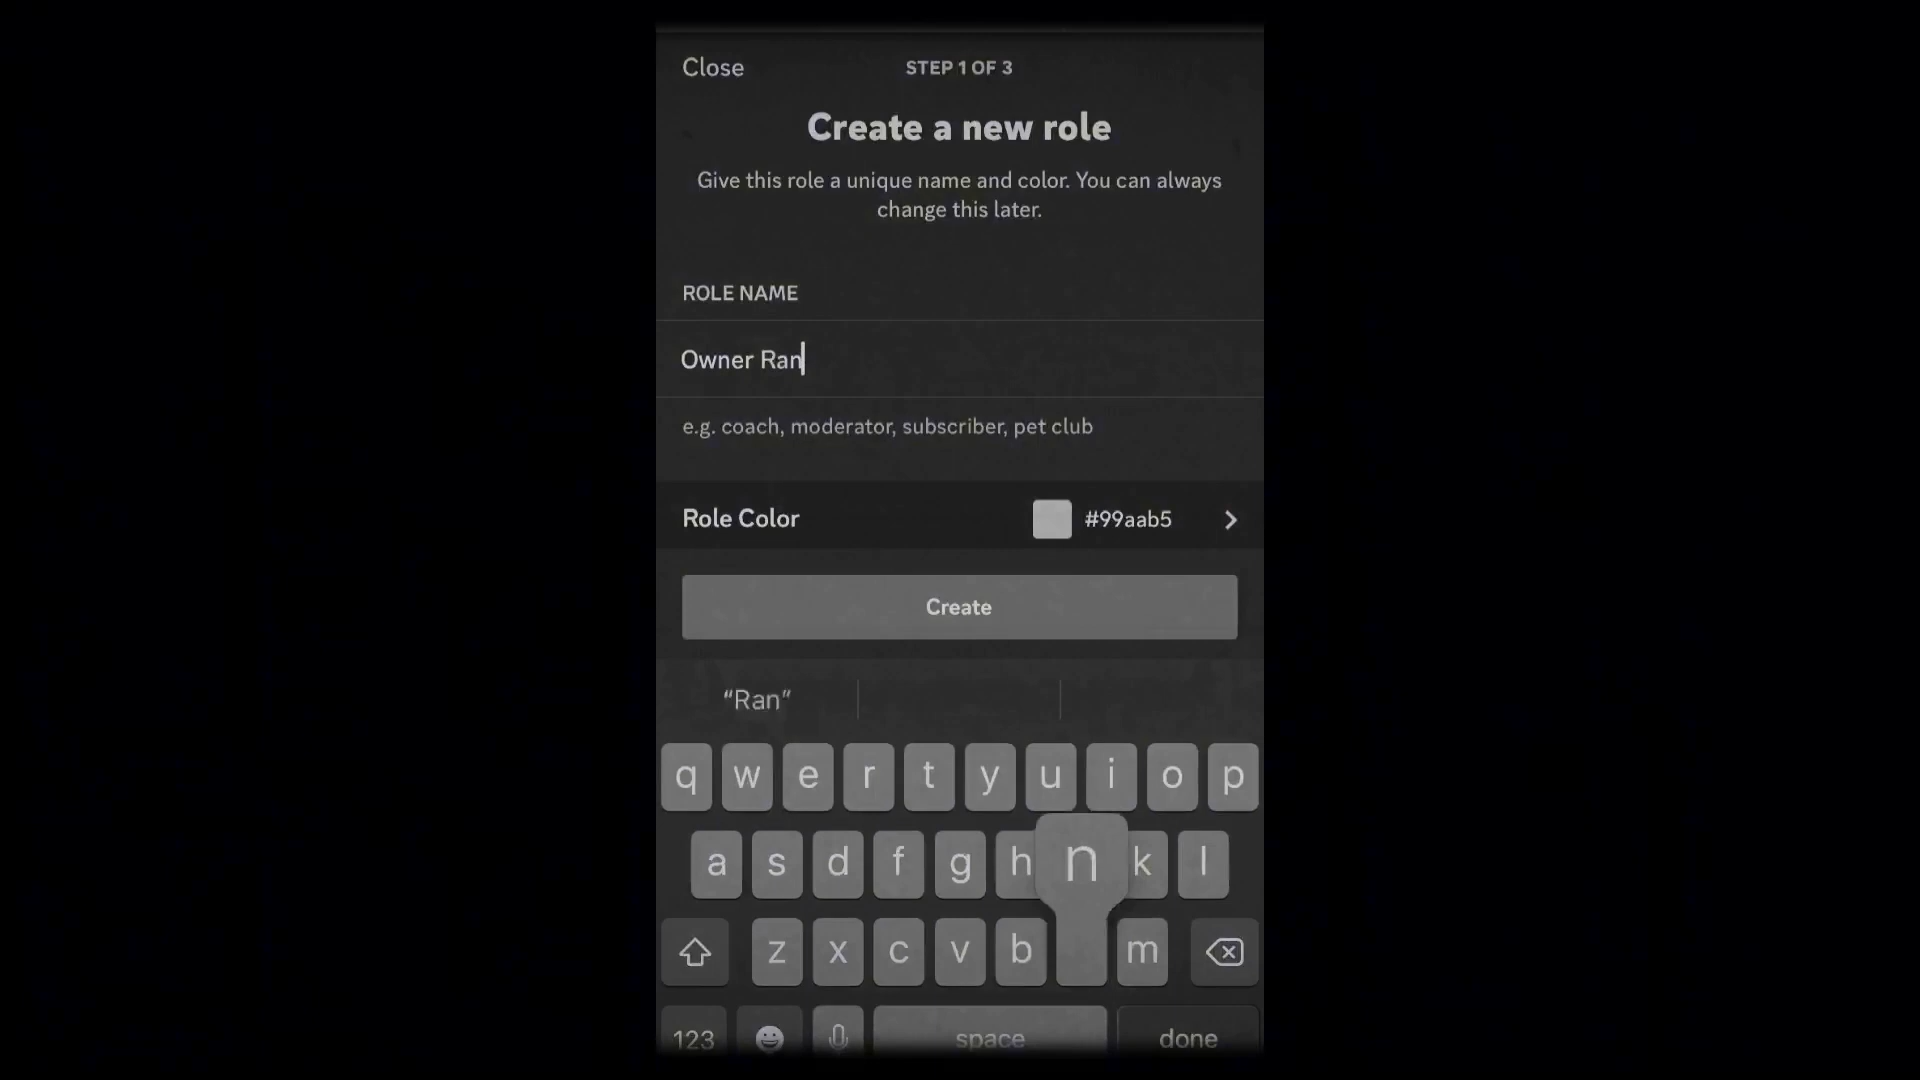 Close
STEP 1 OF 3
Create a new role
Give this role a unique name and color. You can always
change this later.
ROLE NAME
Owner Ran
e.g. coach, moderator, subscriber, pet club
Role Color
#99aab5
Create
“Ran”
q w e r t y u i o p
a s d f g h n k l
z x c v b m
123 space done